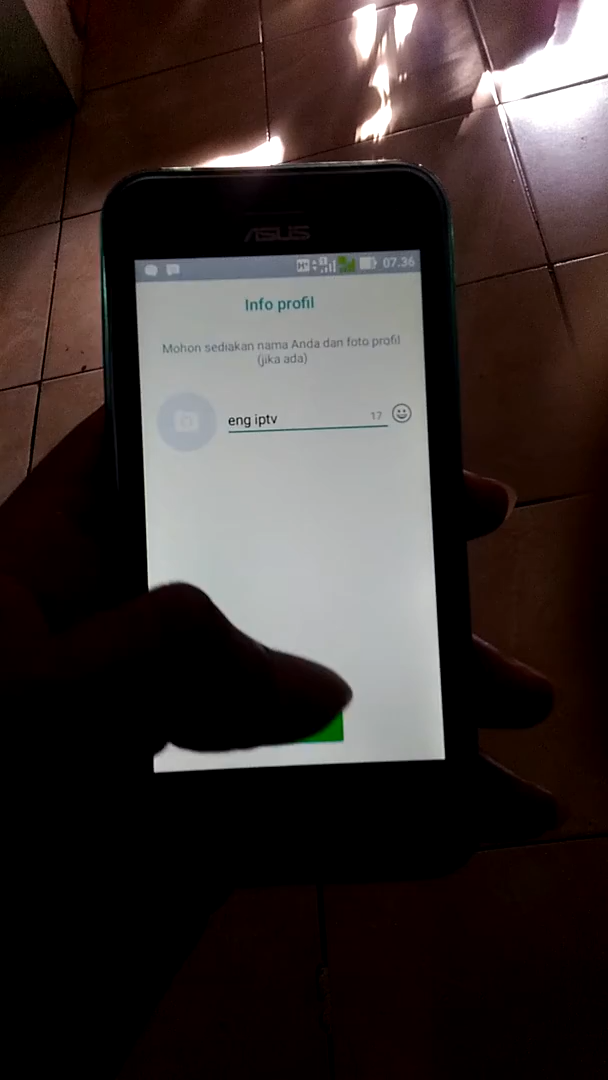 ASUS
H+ 07.36
Info profil
Mohon sediakan nama Anda dan foto profil
(jika ada)
eng iptv 17